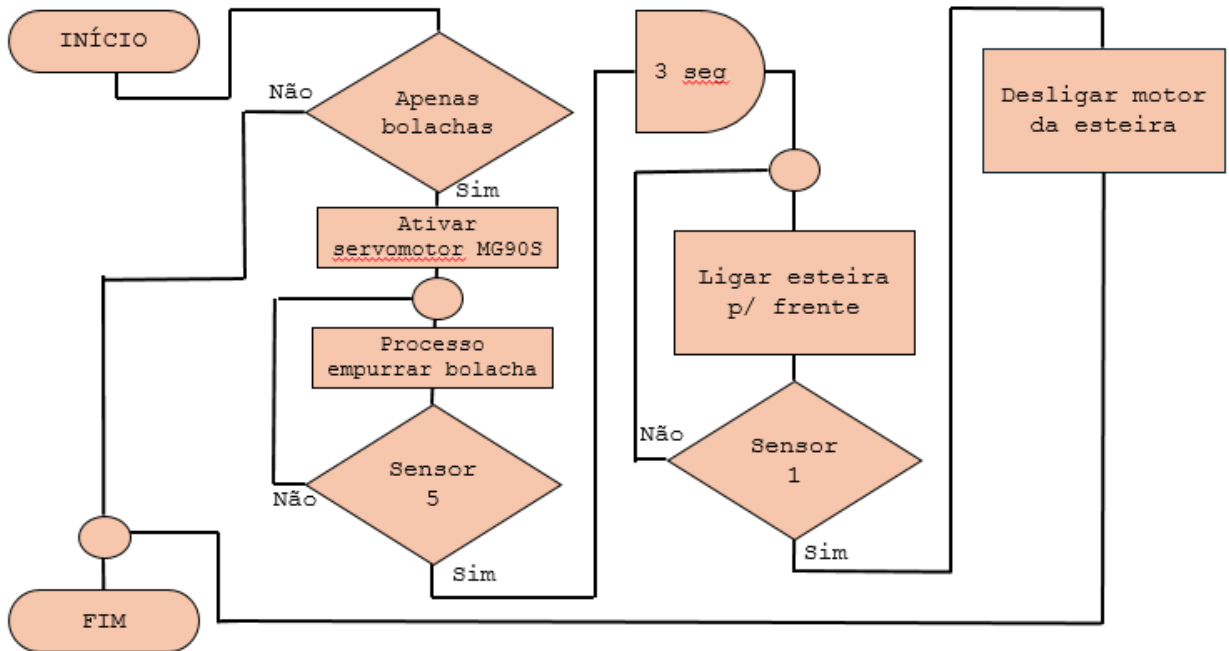 INÍCIO
Não
Apenas
bolachas
Sim
Ativar
servomotor MG90S
Processo
empurrar bolacha
Sensor
5
Não
Sim
FIM
3 seg
Ligar esteira
p/ frente
Não
Sensor
1
Sim
Desligar motor
da esteira